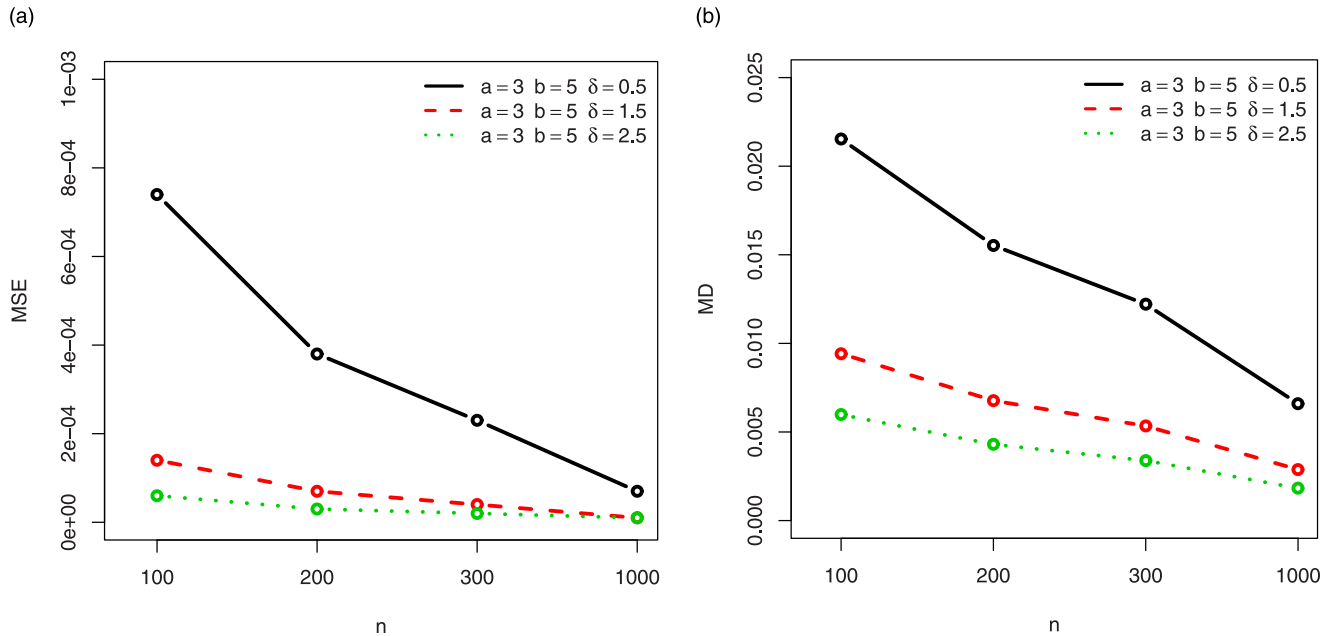 (a)
a = 3 b = 5 δ = 0.5
a = 3 b = 5 δ = 1.5
a = 3 b = 5 δ = 2.5
1e−03
8e−04
6e−04
4e−04
2e−04
0e+00
MSE
100 200 300 1000
n
(b)
a = 3 b = 5 δ = 0.5
a = 3 b = 5 δ = 1.5
a = 3 b = 5 δ = 2.5
0.025
0.020
0.015
0.010
0.005
0.000
MD
100 200 300 1000
n